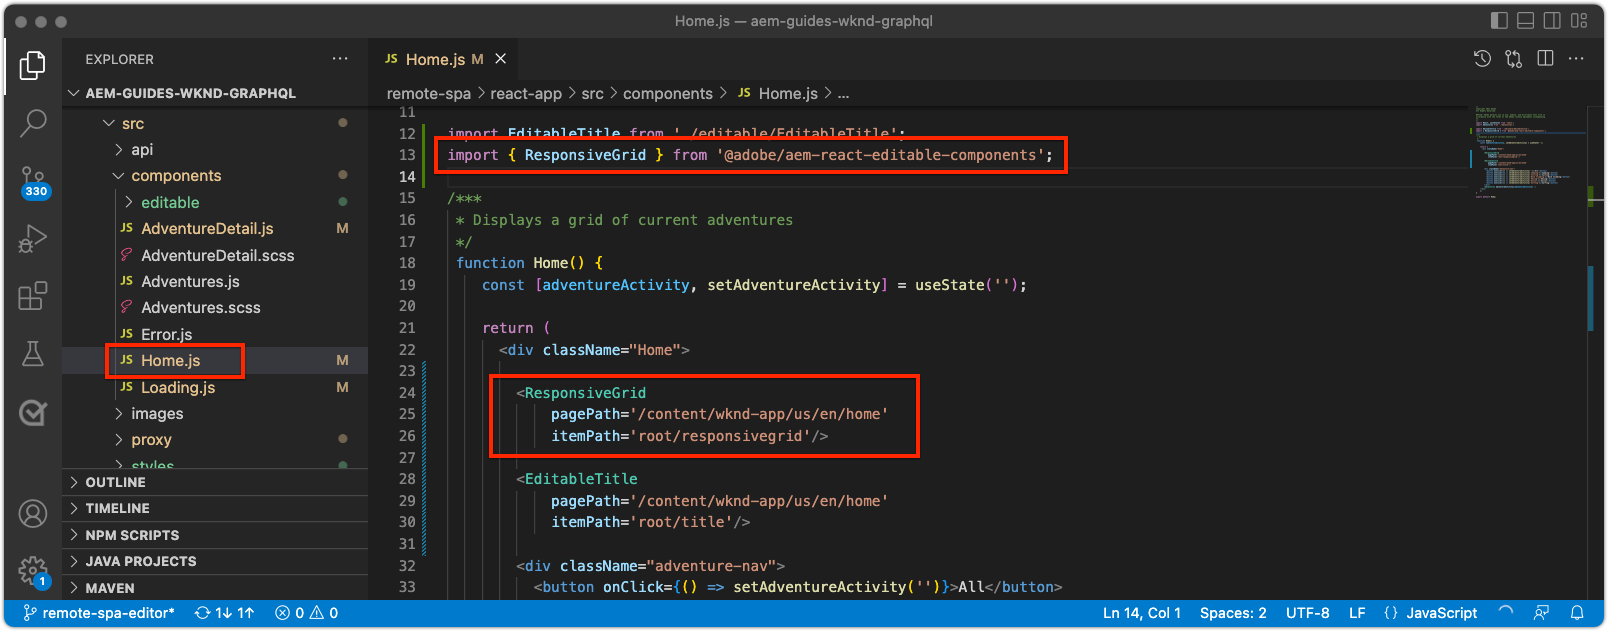 Home.js — aem-guides-wknd-graphql
EXPLORER
AEM-GUIDES-WKND-GRAPHQL
src
api
components
editable
JS AdventureDetail.js M
AdventureDetail.scss
JS Adventures.js
Adventures.scss
JS Error.js
JS Home.js M
JS Loading.js M
images
proxy
styles
OUTLINE
TIMELINE
NPM SCRIPTS
JAVA PROJECTS
MAVEN
330
1
JS Home.js M
remote-spa > react-app > src > components > JS Home.js > ...
11
12 import EditableTitle from './editable/EditableTitle';
13 import { ResponsiveGrid } from '@adobe/aem-react-editable-components';
14
15 /***
16 * Displays a grid of current adventures
17 */
18 function Home() {
19 const [adventureActivity, setAdventureActivity] = useState('');
20
21 return (
22 <div className="Home">
23
24 <ResponsiveGrid
25 pagePath='/content/wknd-app/us/en/home'
26 itemPath='root/responsivegrid'/>
27
28 <EditableTitle
29 pagePath='/content/wknd-app/us/en/home'
30 itemPath='root/title'/>
31
32 <div className="adventure-nav">
33 <button onClick={() => setAdventureActivity('')}>All</button>
remote-spa-editor* 1↓ 1↑ 0 0 Ln 14, Col 1 Spaces: 2 UTF-8 LF {} JavaScript